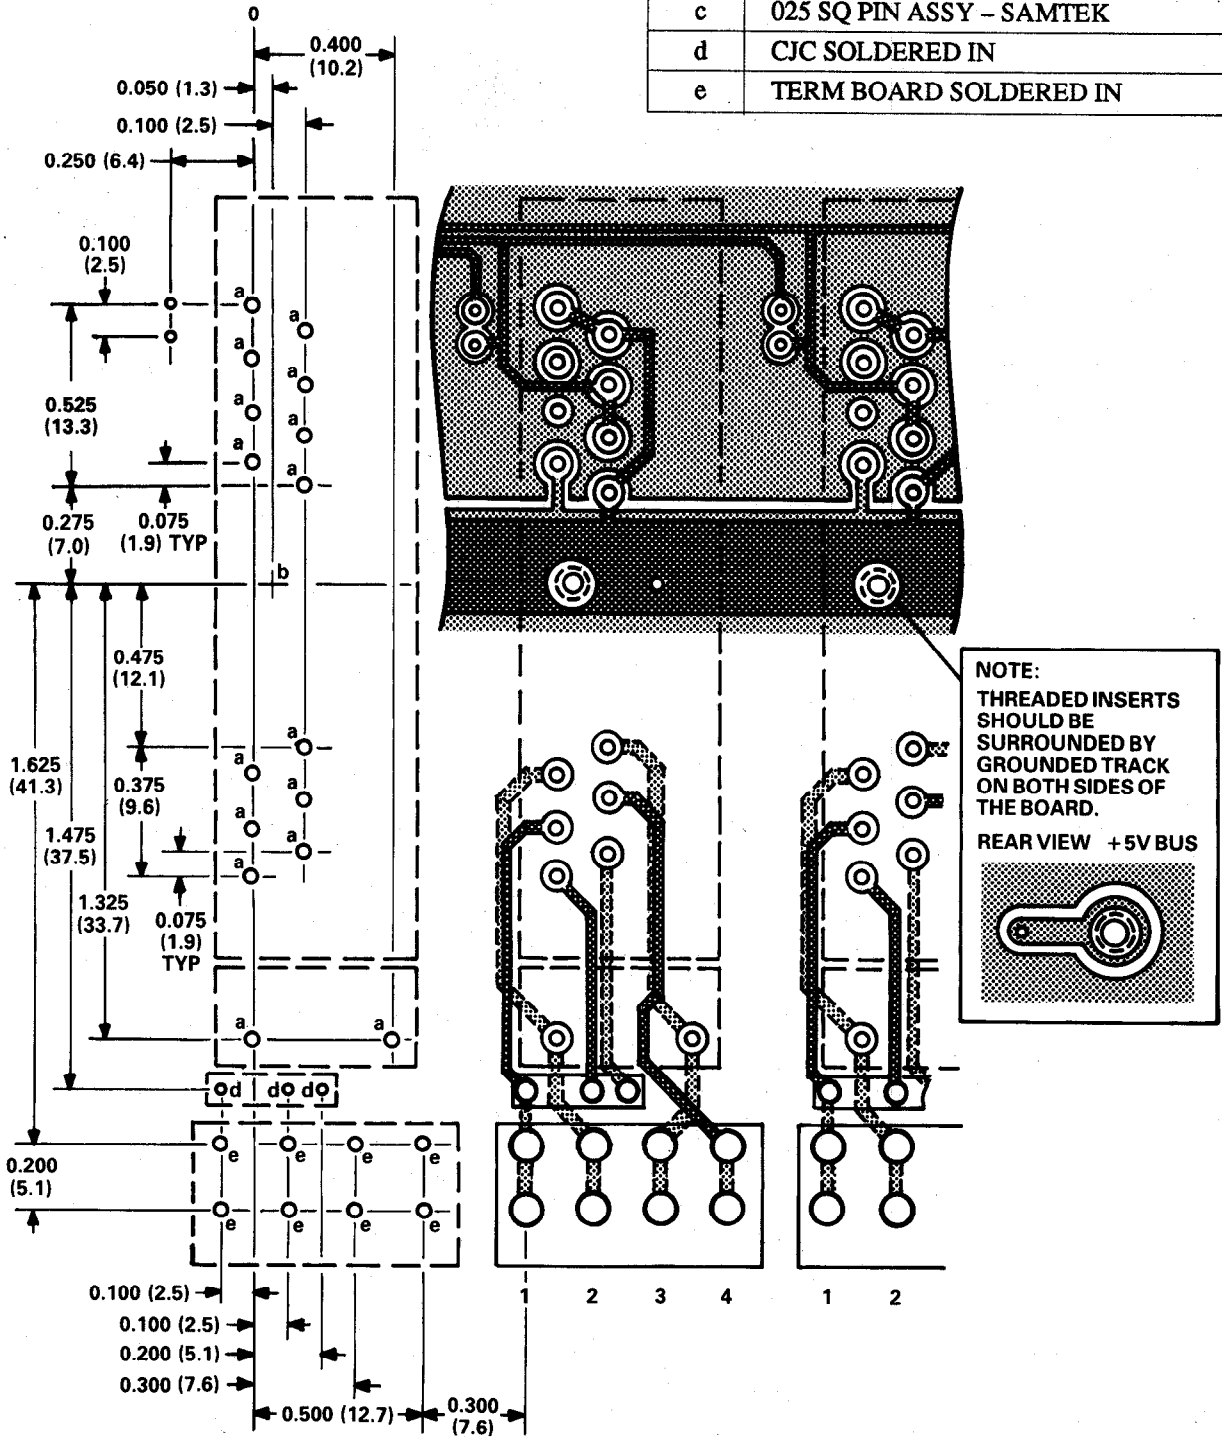 c 025 SQ PIN ASSY – SAMTEK
d CJC SOLDERED IN
e TERM BOARD SOLDERED IN
0
0.400
(10.2)
0.050 (1.3)
0.100 (2.5)
0.250 (6.4)
0.100
(2.5)
a
a
a
a
a
a
a
a
0.525
(13.3)
0.275
(7.0)
0.075
(1.9) TYP
b
0.475
(12.1)
a
a
a
a
a
a
1.625
(41.3)
0.375
(9.6)
1.475
(37.5)
1.325
(33.7)
0.075
(1.9)
TYP
a
a
d
d
d
e
e
e
e
0.200
(5.1)
e
e
e
e
0.100 (2.5)
0.100 (2.5)
0.200 (5.1)
0.300 (7.6)
0.500 (12.7)
0.300
(7.6)
1 2 3 4
1 2
NOTE:
THREADED INSERTS
SHOULD BE
SURROUNDED BY
GROUNDED TRACK
ON BOTH SIDES OF
THE BOARD.
REAR VIEW +5V BUS